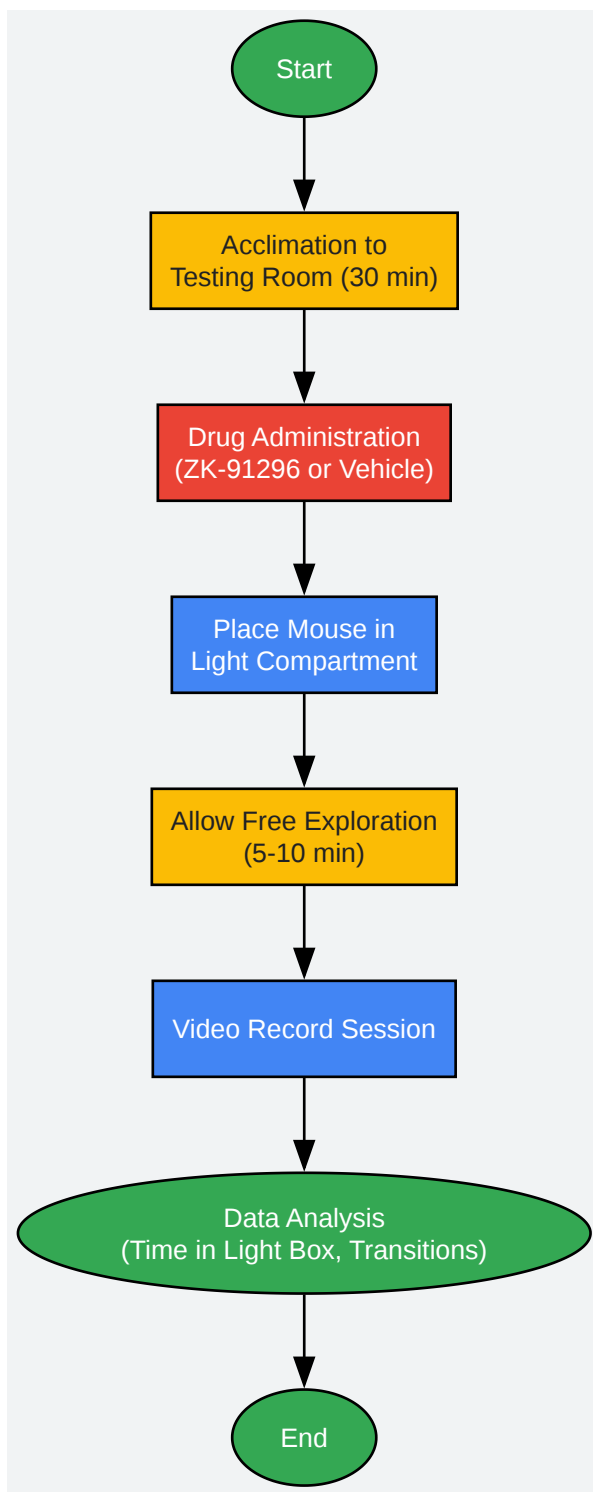 Start
Acclimation to
Testing Room (30 min)
Drug Administration
(ZK-91296 or Vehicle)
Place Mouse in
Light Compartment
Allow Free Exploration
(5-10 min)
Video Record Session
Data Analysis
(Time in Light Box, Transitions)
End